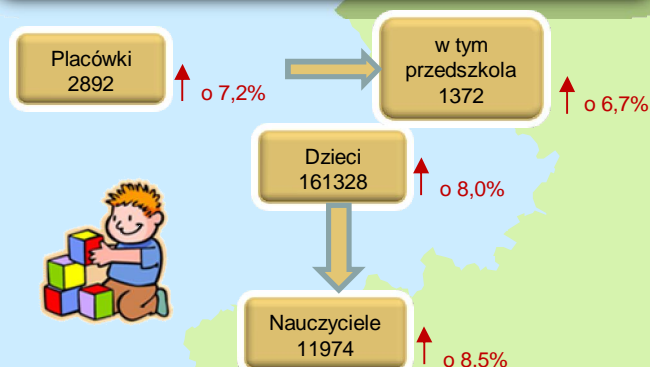 Placówki
2892
o 7,2%
w tym
przedszkola
1372
o 6,7%
Dzieci
161328
o 8,0%
Nauczyciele
11974
o 8,5%